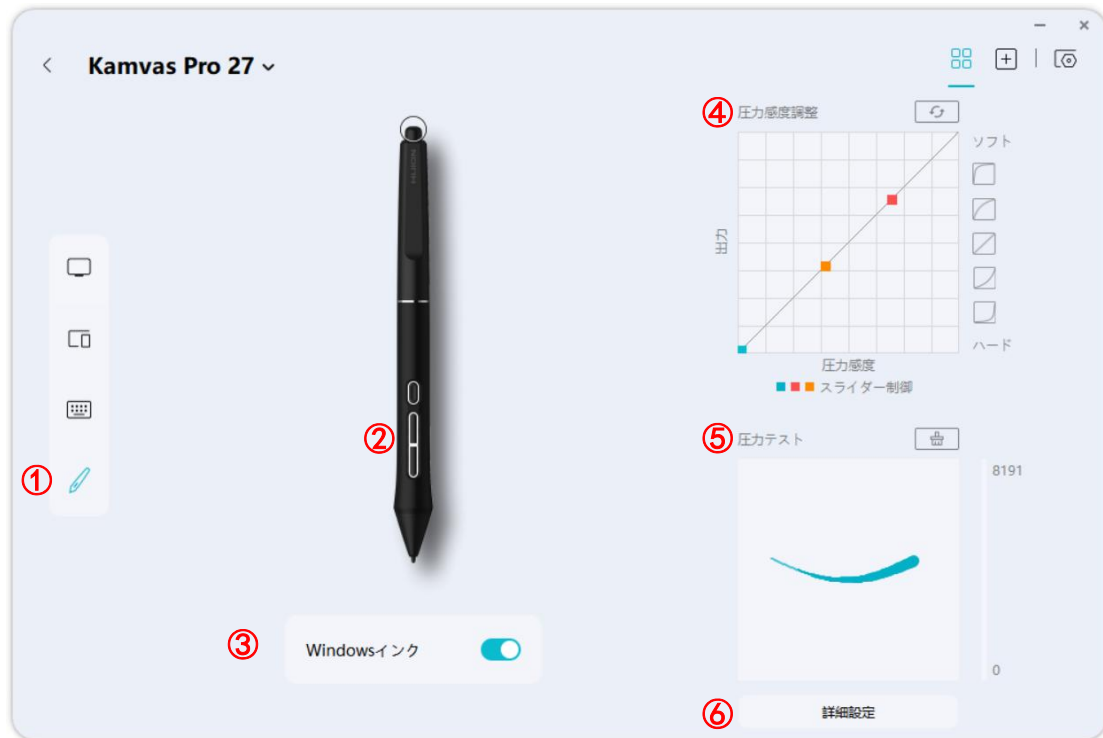 Kamvas Pro 27
④ 圧力感度調整
ソフト
出力
HUION
ハード
圧力感度
スライダー制御
②
⑤ 圧力テスト
8191
①
③ Windowsインク
0
⑥ 詳細設定